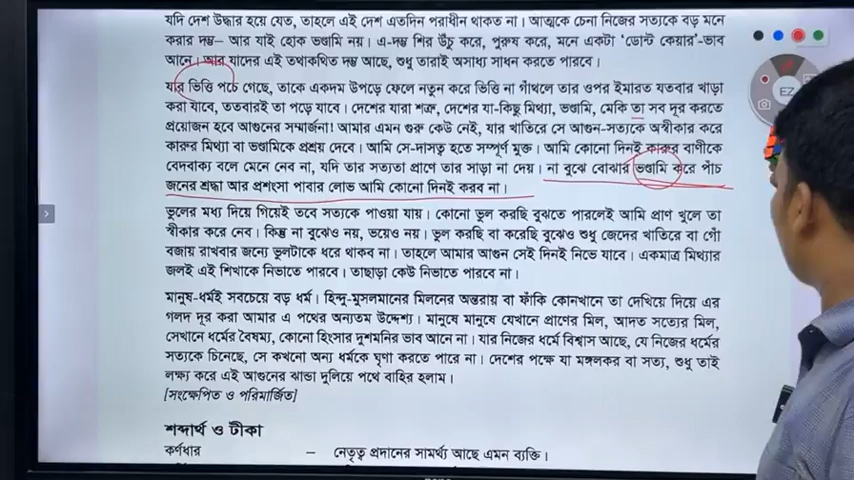 যদি দেশ উদ্ধার হয়ে যেত, তাহলে এই দেশ এতদিন পরাধীন থাকত না। আত্মকে চেনা নিজের সত্যকে বড় মনে
করার দম্ভ– আর যাই হোক ভণ্ডামি নয়। এ-দম্ভ শির উঁচু করে, পুরুষ করে, মনে একটা ‘ডোন্ট কেয়ার’-ভাব
আনে। আর যাদের এই তথাকথিত দম্ভ আছে, শুধু তারাই অসাধ্য সাধন করতে পারবে।
যার ভিত্তি পচে গেছে, তাকে একদম উপড়ে ফেলে নতুন করে ভিত্তি না গাঁথলে তার ওপর ইমারত যতবার খাড়া
করা যাবে, ততবারই তা পড়ে যাবে। দেশের যারা শত্রু, দেশের যা-কিছু মিথ্যা, ভণ্ডামি, মেকি তা সব দূর করতে
প্রয়োজন হবে আগুনের সম্মার্জনা! আমার এমন গুরু কেউ নেই, যার খাতিরে সে আগুন-সত্যকে অস্বীকার করে
কারুর মিথ্যা বা ভণ্ডামিকে প্রশ্রয় দেবে। আমি সে-দাসত্ব হতে সম্পূর্ণ মুক্ত। আমি কোনো দিনই কারুর বাণীকে
বেদবাক্য বলে মেনে নেব না, যদি তার সত্যতা প্রাণে তার সাড়া না দেয়। না বুঝে বোঝার ভণ্ডামি করে পাঁচ
জনের শ্রদ্ধা আর প্রশংসা পাবার লোভ আমি কোনো দিনই করব না।
ভুলের মধ্য দিয়ে গিয়েই তবে সত্যকে পাওয়া যায়। কোনো ভুল করছি বুঝতে পারলেই আমি প্রাণ খুলে তা
স্বীকার করে নেব। কিন্তু না বুঝেও নয়, ভয়েও নয়। ভুল করছি বা করেছি বুঝেও শুধু জেদের খাতিরে বা গোঁ
বজায় রাখবার জন্যে ভুলটাকে ধরে থাকব না। তাহলে আমার আগুন সেই দিনই নিভে যাবে। একমাত্র মিথ্যার
জলই এই শিখাকে নিভাতে পারবে। তাছাড়া কেউ নিভাতে পারবে না।
মানুষ-ধর্মই সবচেয়ে বড় ধর্ম। হিন্দু-মুসলমানের মিলনের অন্তরায় বা ফাঁকি কোনখানে তা দেখিয়ে দিয়ে এর
গলদ দূর করা আমার এ পথের অন্যতম উদ্দেশ্য। মানুষে মানুষে যেখানে প্রাণের মিল, আদত সত্যের মিল,
সেখানে ধর্মের বৈষম্য, কোনো হিংসার দুশমনির ভাব আনে না। যার নিজের ধর্মে বিশ্বাস আছে, যে নিজের ধর্মের
সত্যকে চিনেছে, সে কখনো অন্য ধর্মকে ঘৃণা করতে পারে না। দেশের পক্ষে যা মঙ্গলকর বা সত্য, শুধু তাই
লক্ষ্য করে এই আগুনের ঝান্ডা দুলিয়ে পথে বাহির হলাম।
[সংক্ষেপিত ও পরিমার্জিত]
শব্দার্থ ও টীকা
কর্ণধার – নেতৃত্ব প্রদানের সামর্থ্য আছে এমন ব্যক্তি।
EZ